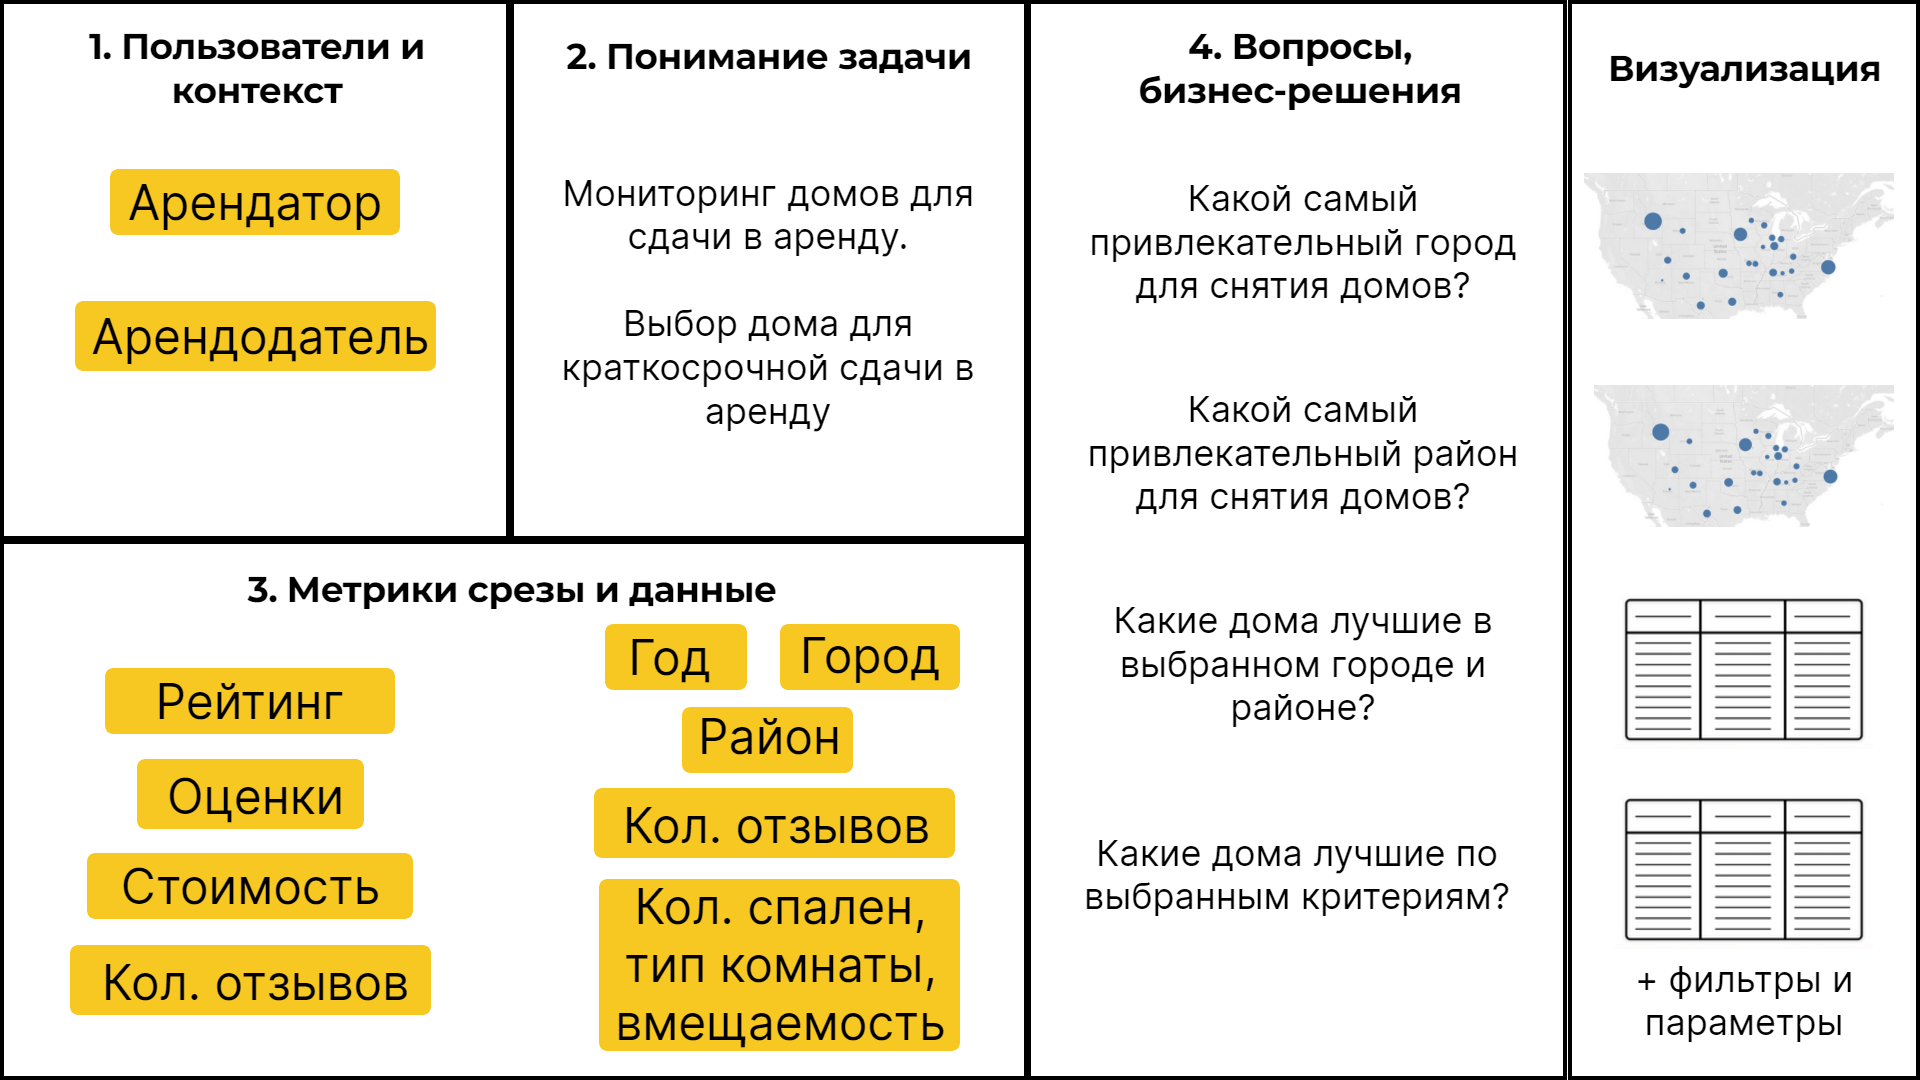 1. Пользователи и
контекст
Арендатор
Арендодатель
2. Понимание задачи
Мониторинг домов для
сдачи в аренду.
Выбор дома для
краткосрочной сдачи в
аренду
3. Метрики срезы и данные
Рейтинг
Оценки
Стоимость
Кол. отзывов
Год
Город
Район
Кол. отзывов
Кол. спален,
тип комнаты,
вмещаемость
4. Вопросы,
бизнес-решения
Какой самый
привлекательный город
для снятия домов?
Какой самый
привлекательный район
для снятия домов?
Какие дома лучшие в
выбранном городе и
районе?
Какие дома лучшие по
выбранным критериям?
Визуализация
+ фильтры и
параметры